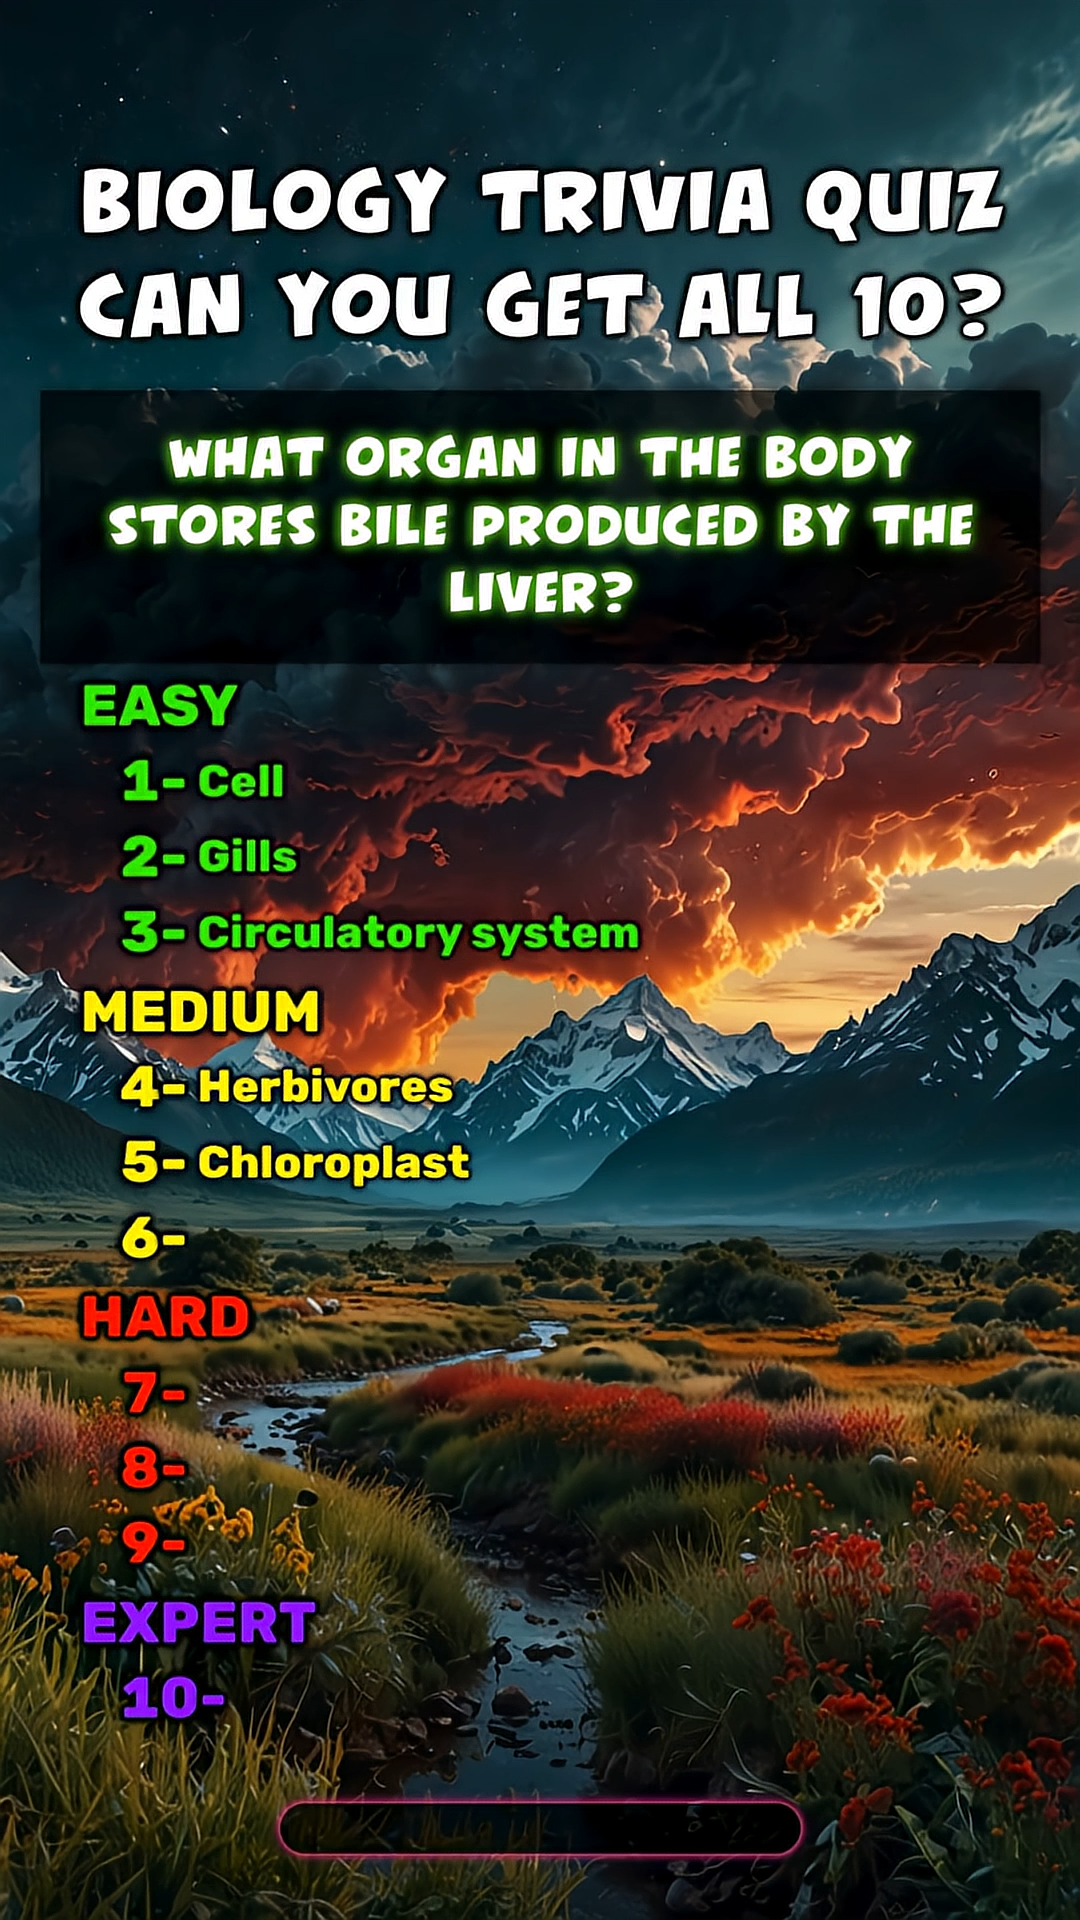 BIOLOGY TRIVIA QUIZ
CAN YOU GET ALL 10?
WHAT ORGAN IN THE BODY
STORES BILE PRODUCED BY THE
LIVER?
EASY
1- Cell
2- Gills
3- Circulatory system
MEDIUM
4- Herbivores
5- Chloroplast
6-
HARD
7-
8-
9-
EXPERT
10-